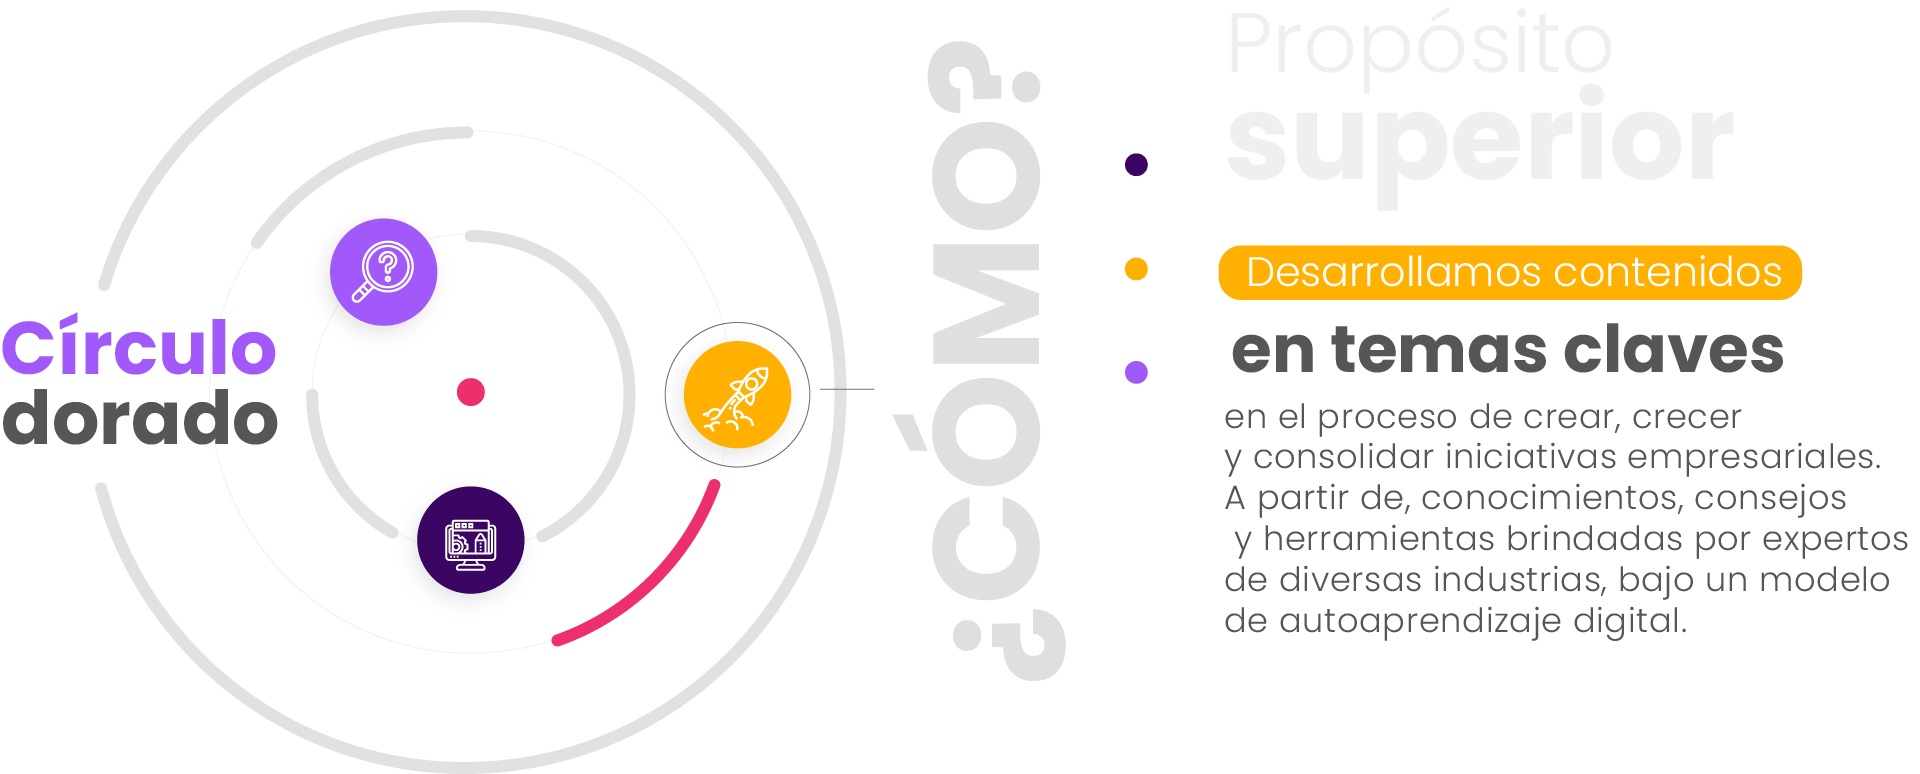 Círculo
dorado
¿CÓMO?
Propósito
superior
Desarrollamos contenidos
en temas claves
en el proceso de crear, crecer
y consolidar iniciativas empresariales.
A partir de, conocimientos, consejos
y herramientas brindadas por expertos
de diversas industrias, bajo un modelo
de autoaprendizaje digital.